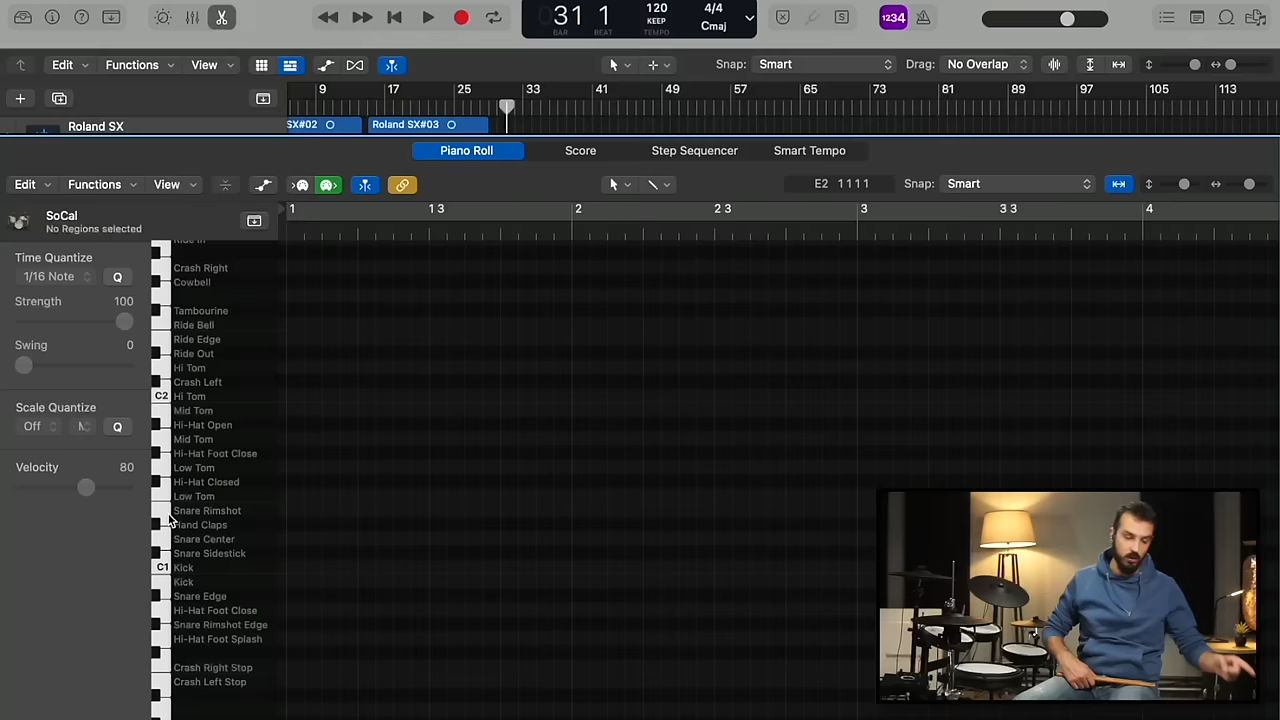 31 1 120 4/4
KEEP Cmaj
BAR BEAT TEMPO
1234
Edit Functions View Snap: Smart Drag: No Overlap
9 17 25 33 41 49 57 65 73 81 89 97 105 113
SX#02 Roland SX#03
Roland SX
Piano Roll Score Step Sequencer Smart Tempo
Edit Functions View E2 1 1 1 1 Snap: Smart
1 1 3 2 2 3 3 3 3 4
SoCal
No Regions selected
Time Quantize
1/16 Note Q
Strength 100
Swing 0
Scale Quantize
Off Q
Velocity 80
Crash Right
Cowbell
Tambourine
Ride Bell
Ride Edge
Ride Out
Hi Tom
Crash Left
C2 Hi Tom
Mid Tom
Hi-Hat Open
Mid Tom
Hi-Hat Foot Close
Low Tom
Hi-Hat Closed
Low Tom
Snare Rimshot
Hand Claps
Snare Center
Snare Sidestick
C1 Kick
Kick
Snare Edge
Hi-Hat Foot Close
Snare Rimshot Edge
Hi-Hat Foot Splash
Crash Right Stop
Crash Left Stop